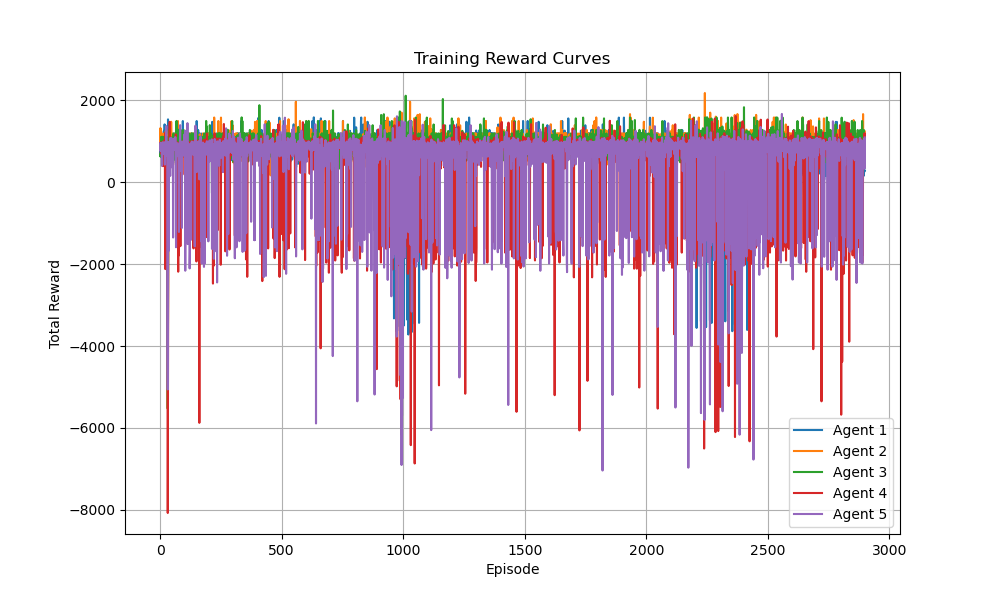 Training Reward Curves
2000
0
−2000
−4000
−6000
−8000
Total Reward
0
500
1000
1500
2000
2500
3000
Episode
Agent 1
Agent 2
Agent 3
Agent 4
Agent 5